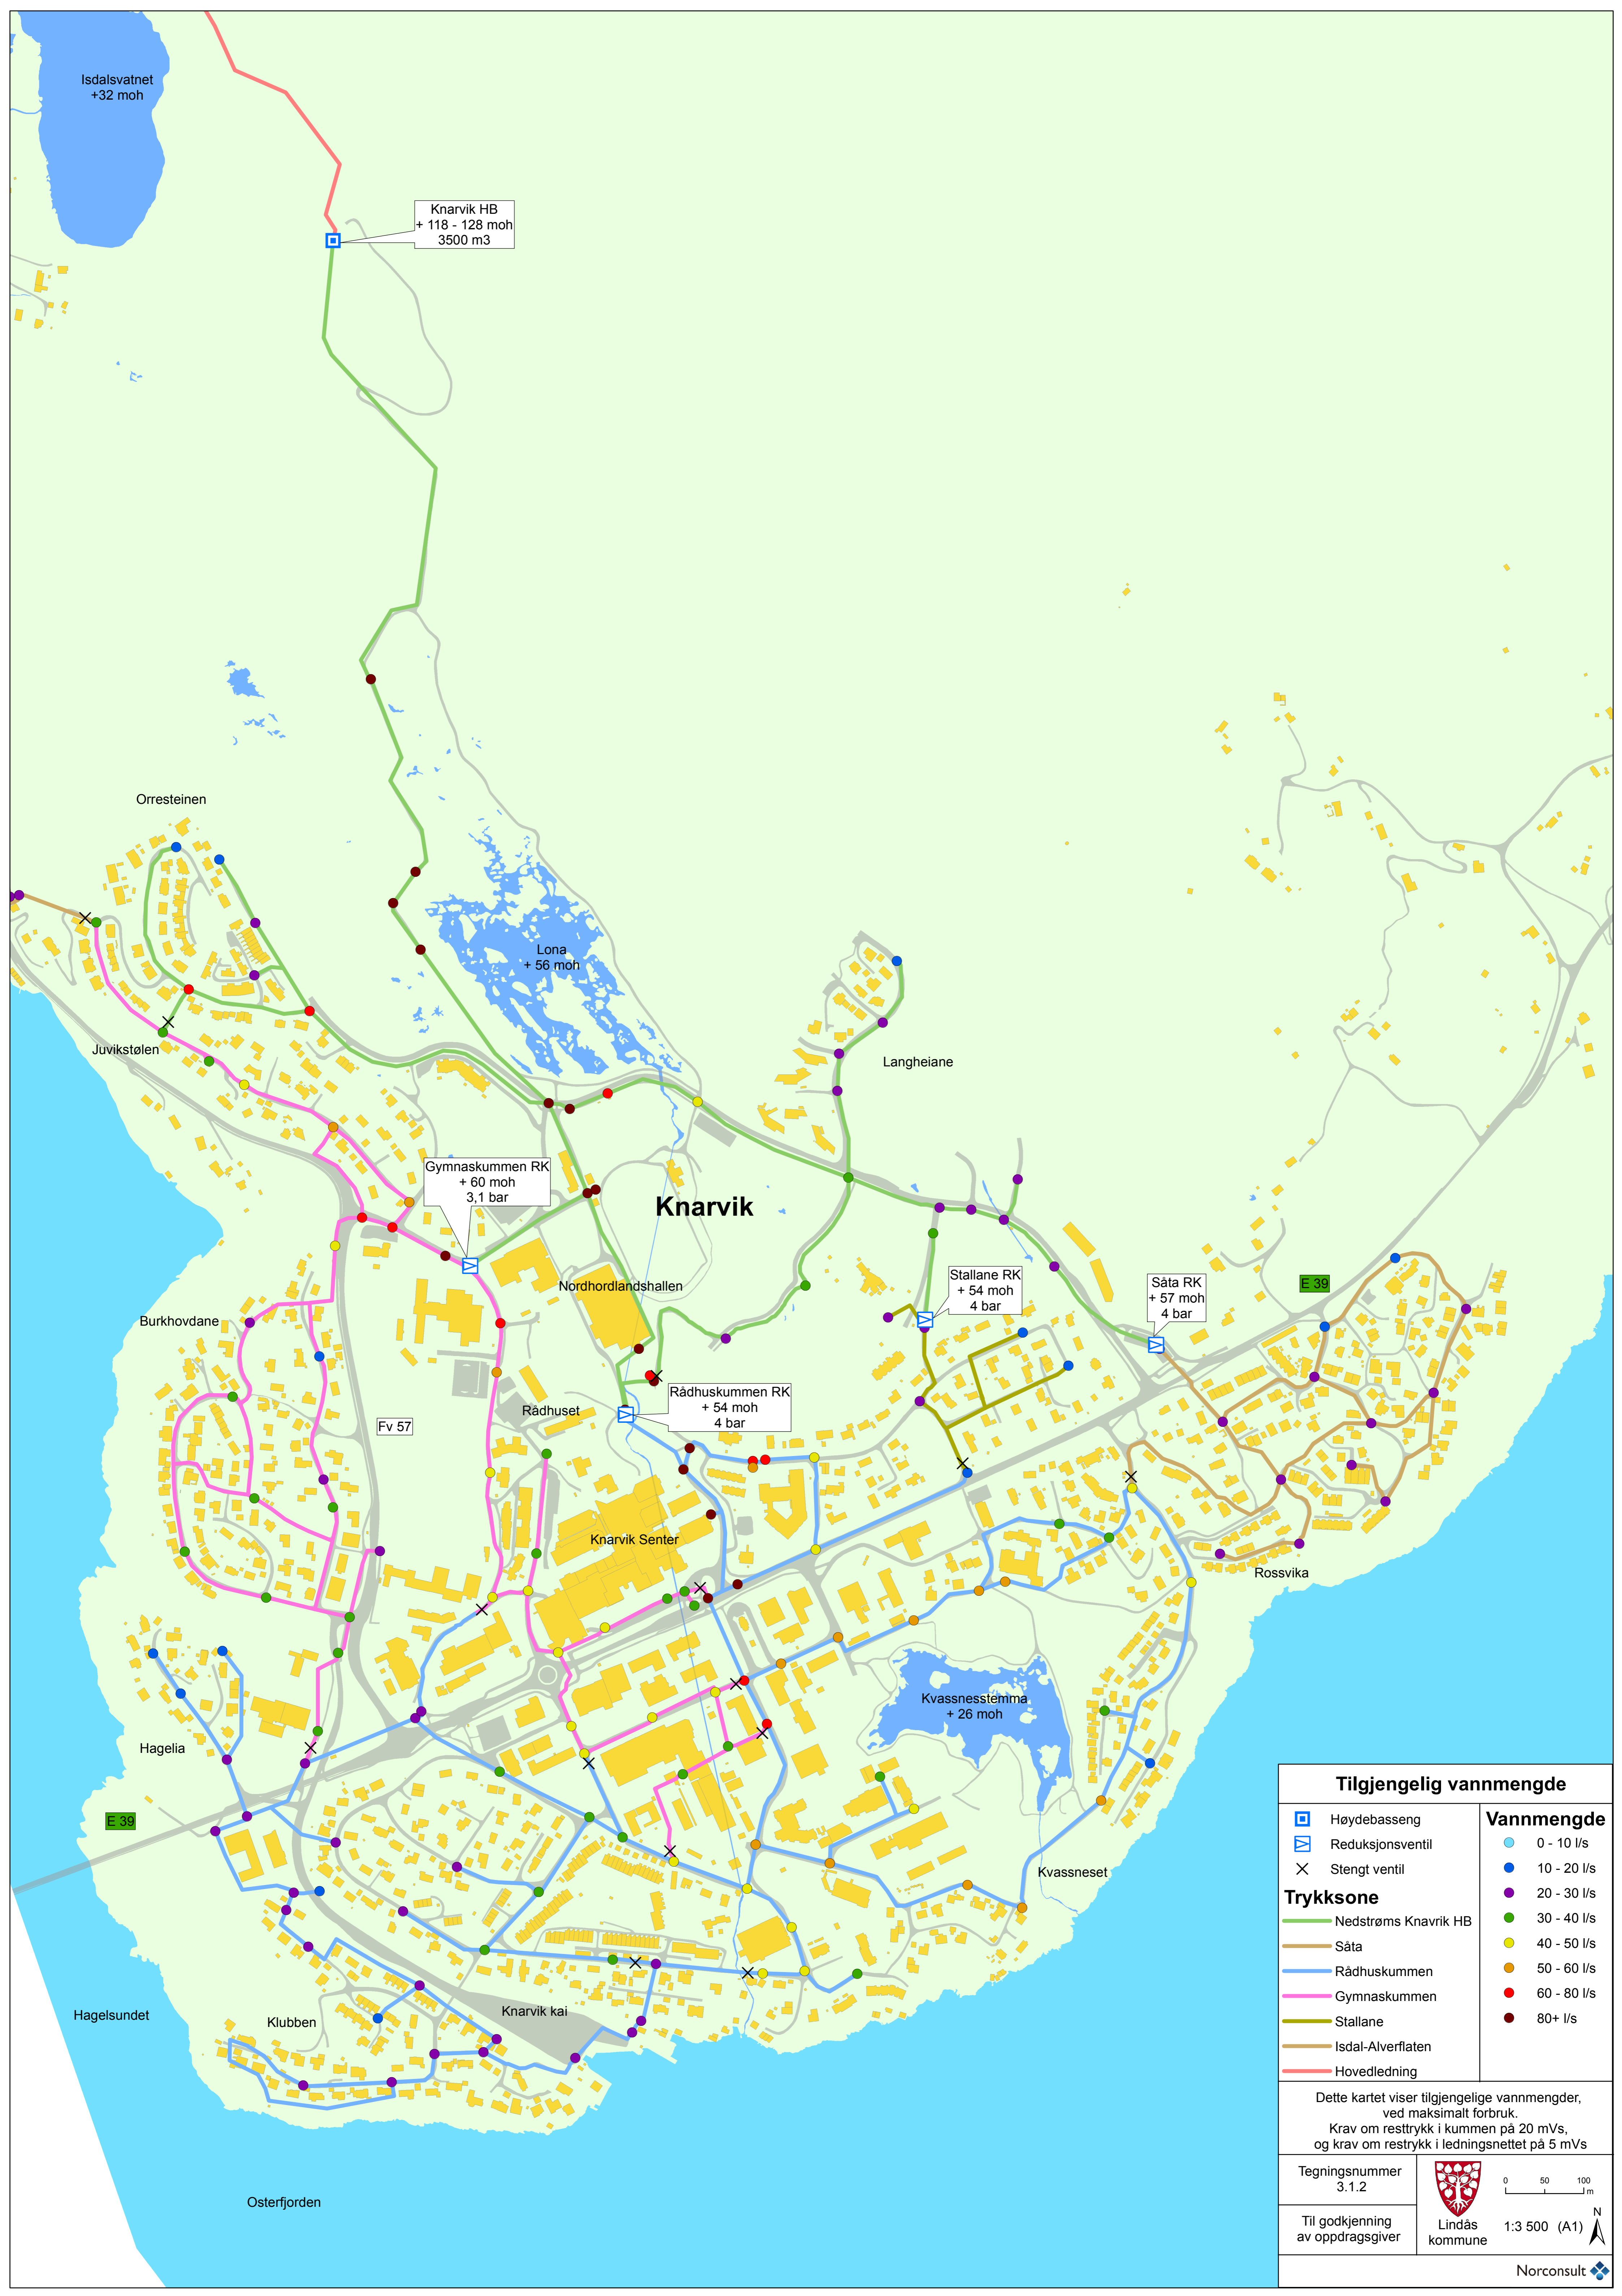 Isdalsvatnet
+32 moh
Knarvik HB
+ 118 - 128 moh
3500 m3
Orresteinen
Lona
+ 56 moh
Juvikstølen
Langheiane
Gymnaskummen RK
+ 60 moh
3,1 bar
Knarvik
Nordhordlandshallen
Stallane RK
+ 54 moh
4 bar
Såta RK
+ 57 moh
4 bar
E 39
Burkhovdane
Rådhuskummen RK
+ 54 moh
4 bar
Rådhuset
Fv 57
Knarvik Senter
Rossvika
Kvassnesstemma
+ 26 moh
Hagelia
E 39
Kvassneset
Knarvik kai
Hagelsundet
Klubben
Osterfjorden
Tilgjengelig vannmengde
Høydebasseng
Reduksjonsventil
Stengt ventil
Trykksone
Nedstrøms Knavrik HB
Såta
Rådhuskummen
Gymnaskummen
Stallane
Isdal-Alverflaten
Hovedledning
Vannmengde
0 - 10 l/s
10 - 20 l/s
20 - 30 l/s
30 - 40 l/s
40 - 50 l/s
50 - 60 l/s
60 - 80 l/s
80+ l/s
Dette kartet viser tilgjengelige vannmengder,
ved maksimalt forbruk.
Krav om resttrykk i kummen på 20 mVs,
og krav om restrykk i ledningsnettet på 5 mVs
Tegningsnummer
3.1.2
Til godkjenning
av oppdragsgiver
Lindås
kommune
0 50 100
m
N
1:3 500 (A1)
Norconsult